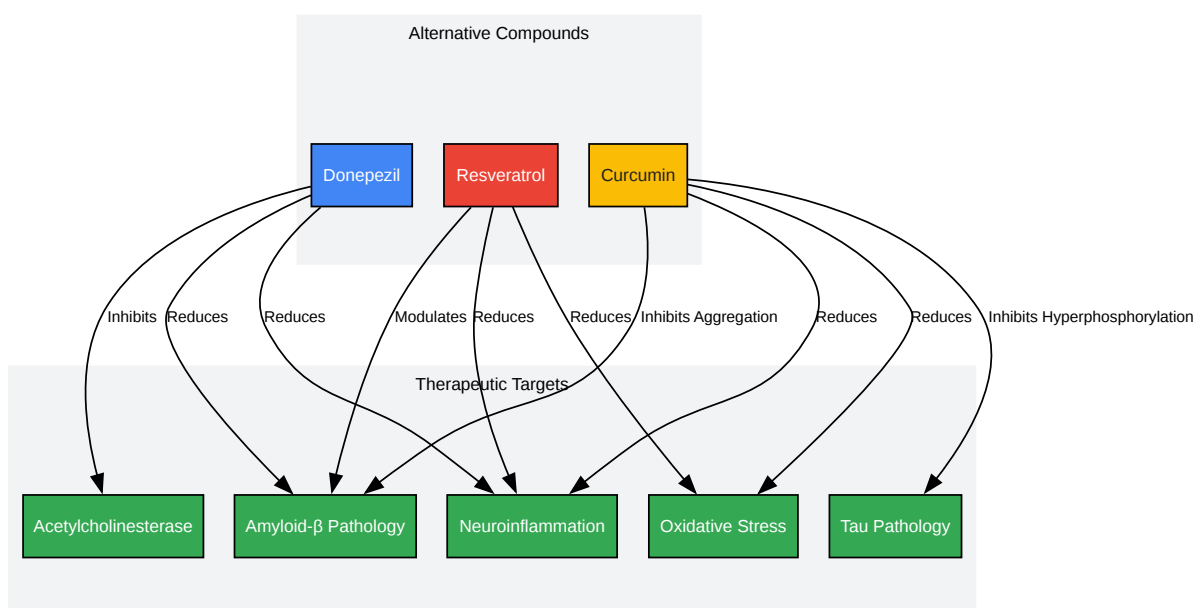 Alternative Compounds
Donepezil
Resveratrol
Curcumin
Inhibits
Reduces
Reduces
Modulates
Reduces
Reduces
Inhibits Aggregation
Reduces
Reduces
Inhibits Hyperphosphorylation
Therapeutic Targets
Acetylcholinesterase
Amyloid-β Pathology
Neuroinflammation
Oxidative Stress
Tau Pathology